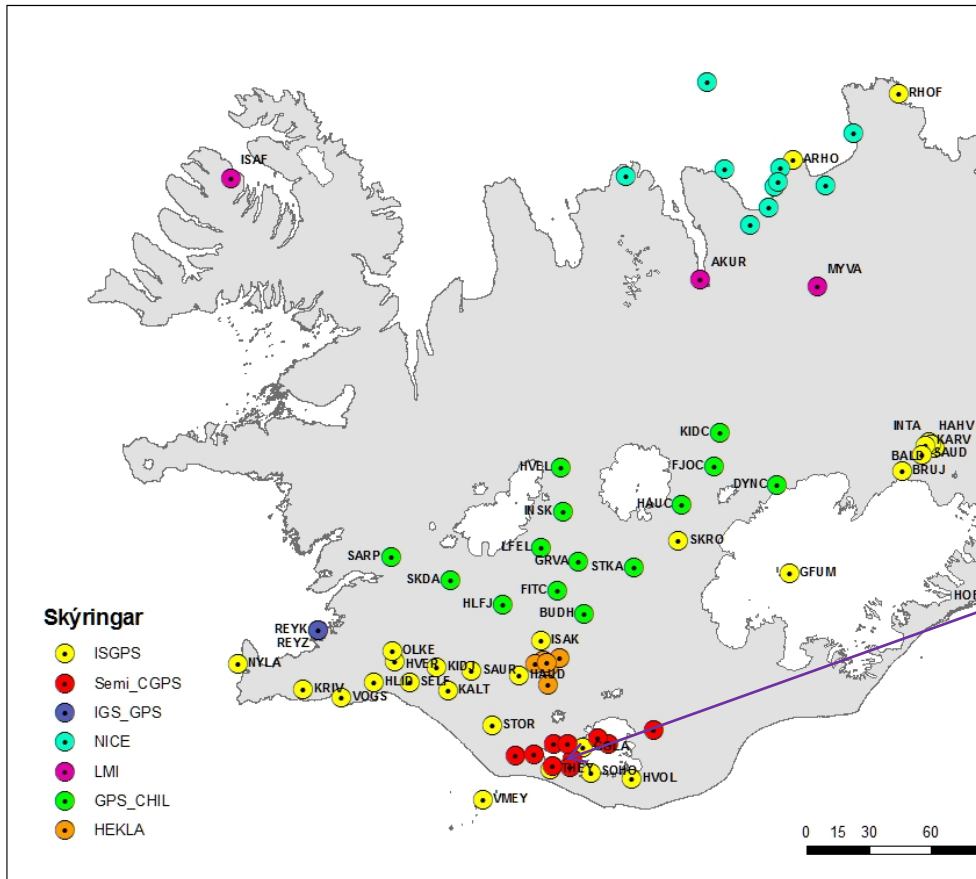 RHOF
ISAF
ARHO
AKUR
MYVA
KIDC
INTA
HAHV
KARV
BALD
SAUD
BRUJ
HVEL
FJOC
DYNC
HAUC
INSK
SKRO
LFEL
GRVA
STKA
SARP
SKDA
GFUM
FITC
HLFJ
BUDH
HOF
Skýringar
REYK
REYZ
ISAK
OLKE
ISGPS
NYLA
HVER
KIDJ
SAUR
HAUD
Semi_CGPS
KRIV
HLID
SELF
KALT
VOGS
IGS_GPS
STOR
NICE
THEY
SOHO
HVOL
LMI
VMEY
GPS_CHIL
HEKLA
0 15 30 60